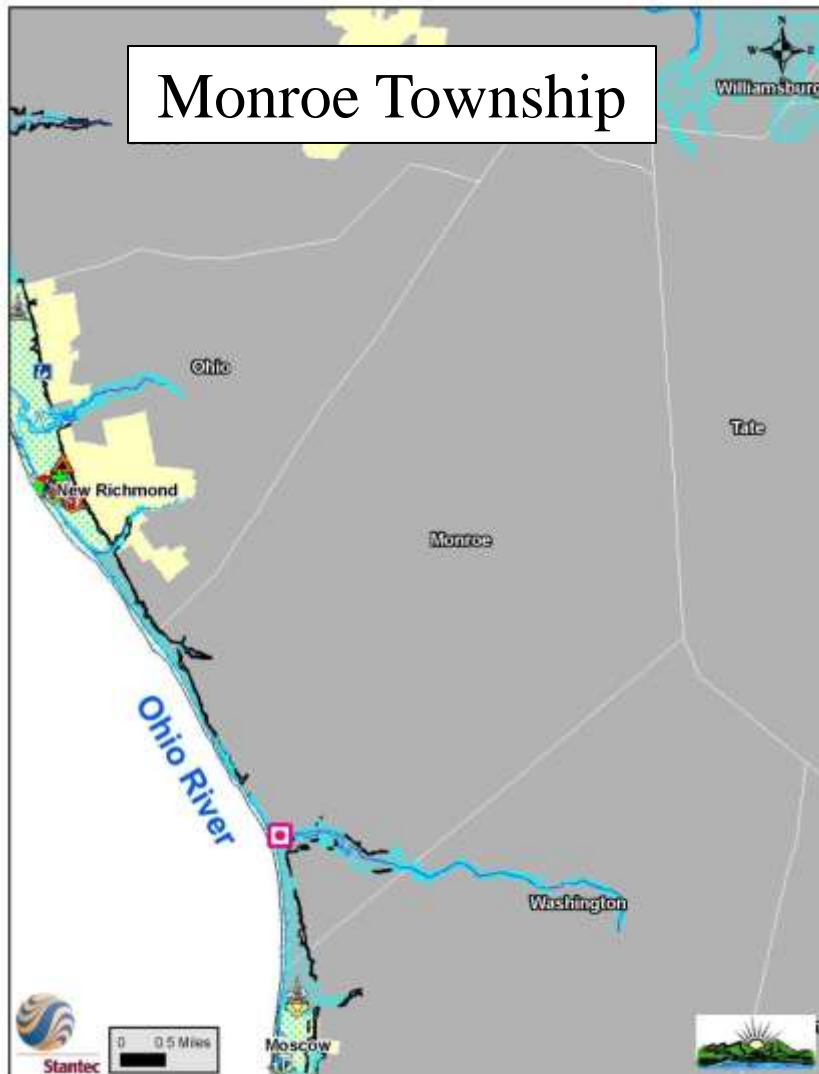 Monroe Township
N
W E
S
Williamsburg
Ohio
Tate
New Richmond
Monroe
Ohio River
Washington
Moscow
P
Stantec
0 0.5 Miles